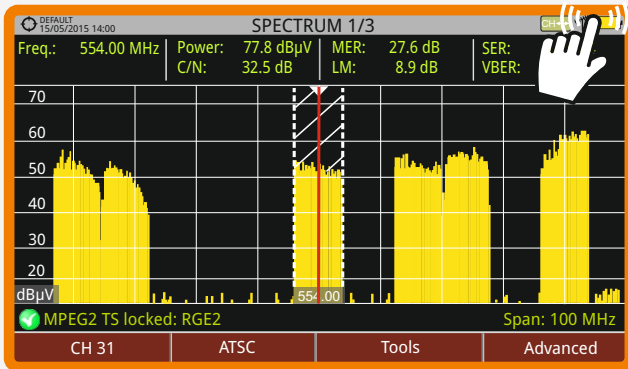 DEFAULT
15/05/2015 14:00
SPECTRUM 1/3
CH+
Freq.: 554.00 MHz
Power: 77.8 dBµV
MER: 27.6 dB
SER:
C/N: 32.5 dB
LM: 8.9 dB
VBER:
70
60
50
40
30
20
dBµV
554.00
MPEG2 TS locked: RGE2
Span: 100 MHz
CH 31
ATSC
Tools
Advanced